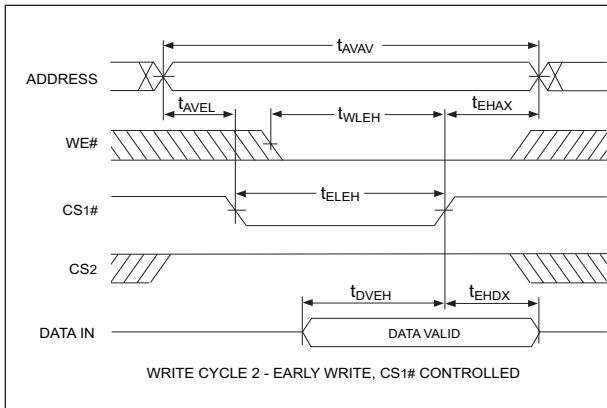 tAVAV
ADDRESS
tAVEL
tWLEH
tEHAX
WE#
tELEH
CS1#
CS2
tDVEH
tEHDX
DATA IN
DATA VALID
WRITE CYCLE 2 - EARLY WRITE, CS1# CONTROLLED